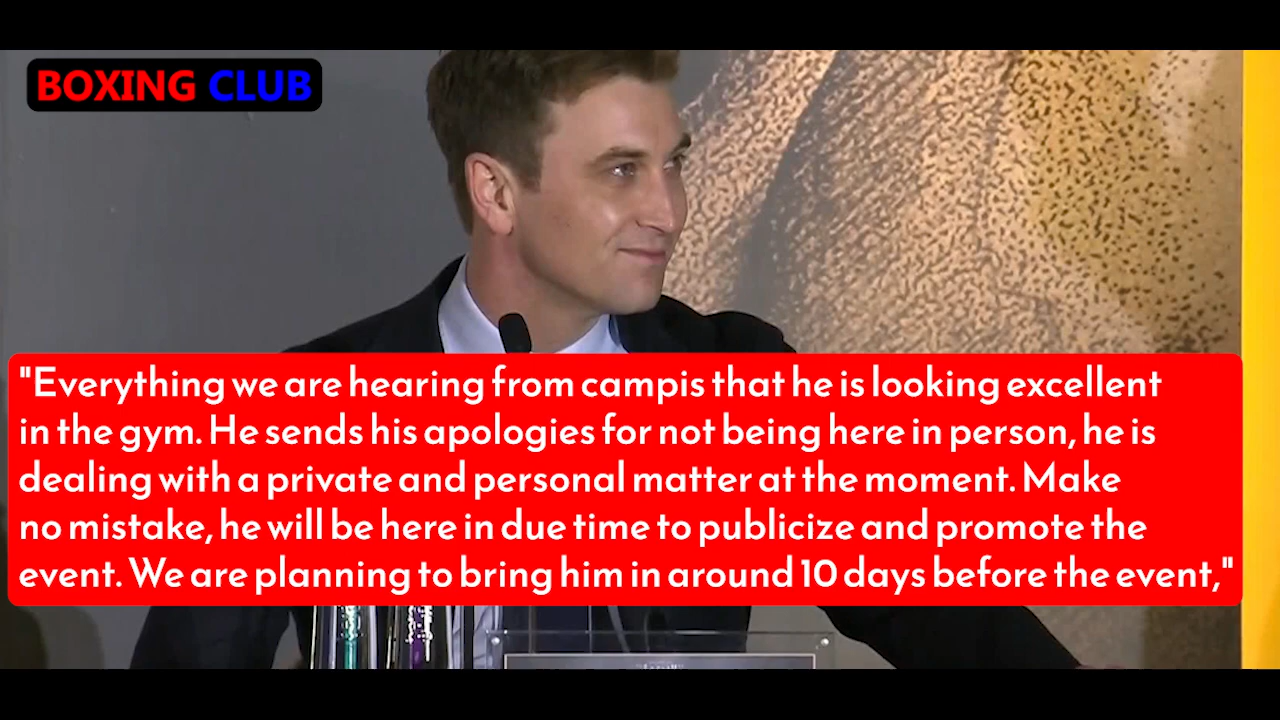 BOXING CLUB
"Everything we are hearing from campis that he is looking excellent
in the gym. He sends his apologies for not being here in person, he is
dealing with a private and personal matter at the moment. Make
no mistake, he will be here in due time to publicize and promote the
event. We are planning to bring him in around 10 days before the event,"